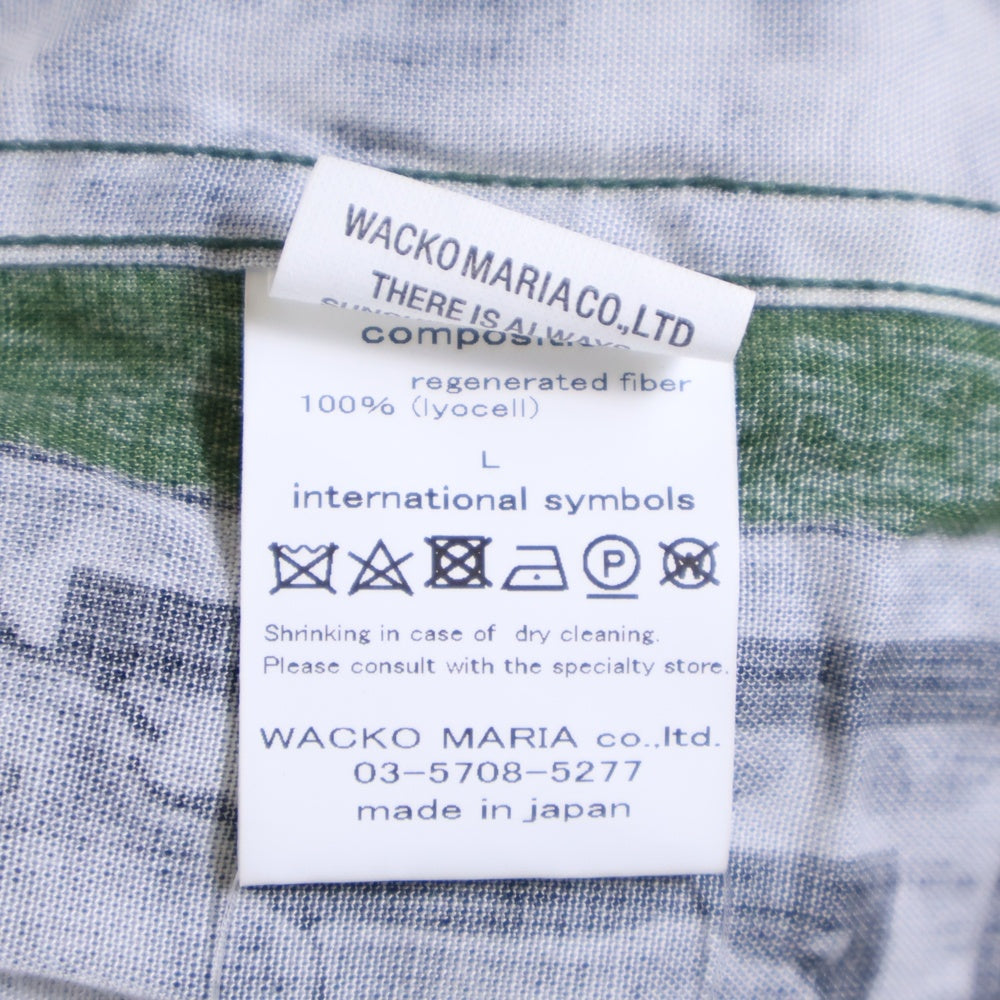 WACKO MARIA CO.,LTD
THERE IS ALWAYS
regenerated fiber
100% (lyocell)
L
international symbols
P
W
Shrinking in case of dry cleaning.
Please consult with the specialty store.
WACKO MARIA co.,ltd.
03-5708-5277
made in japan